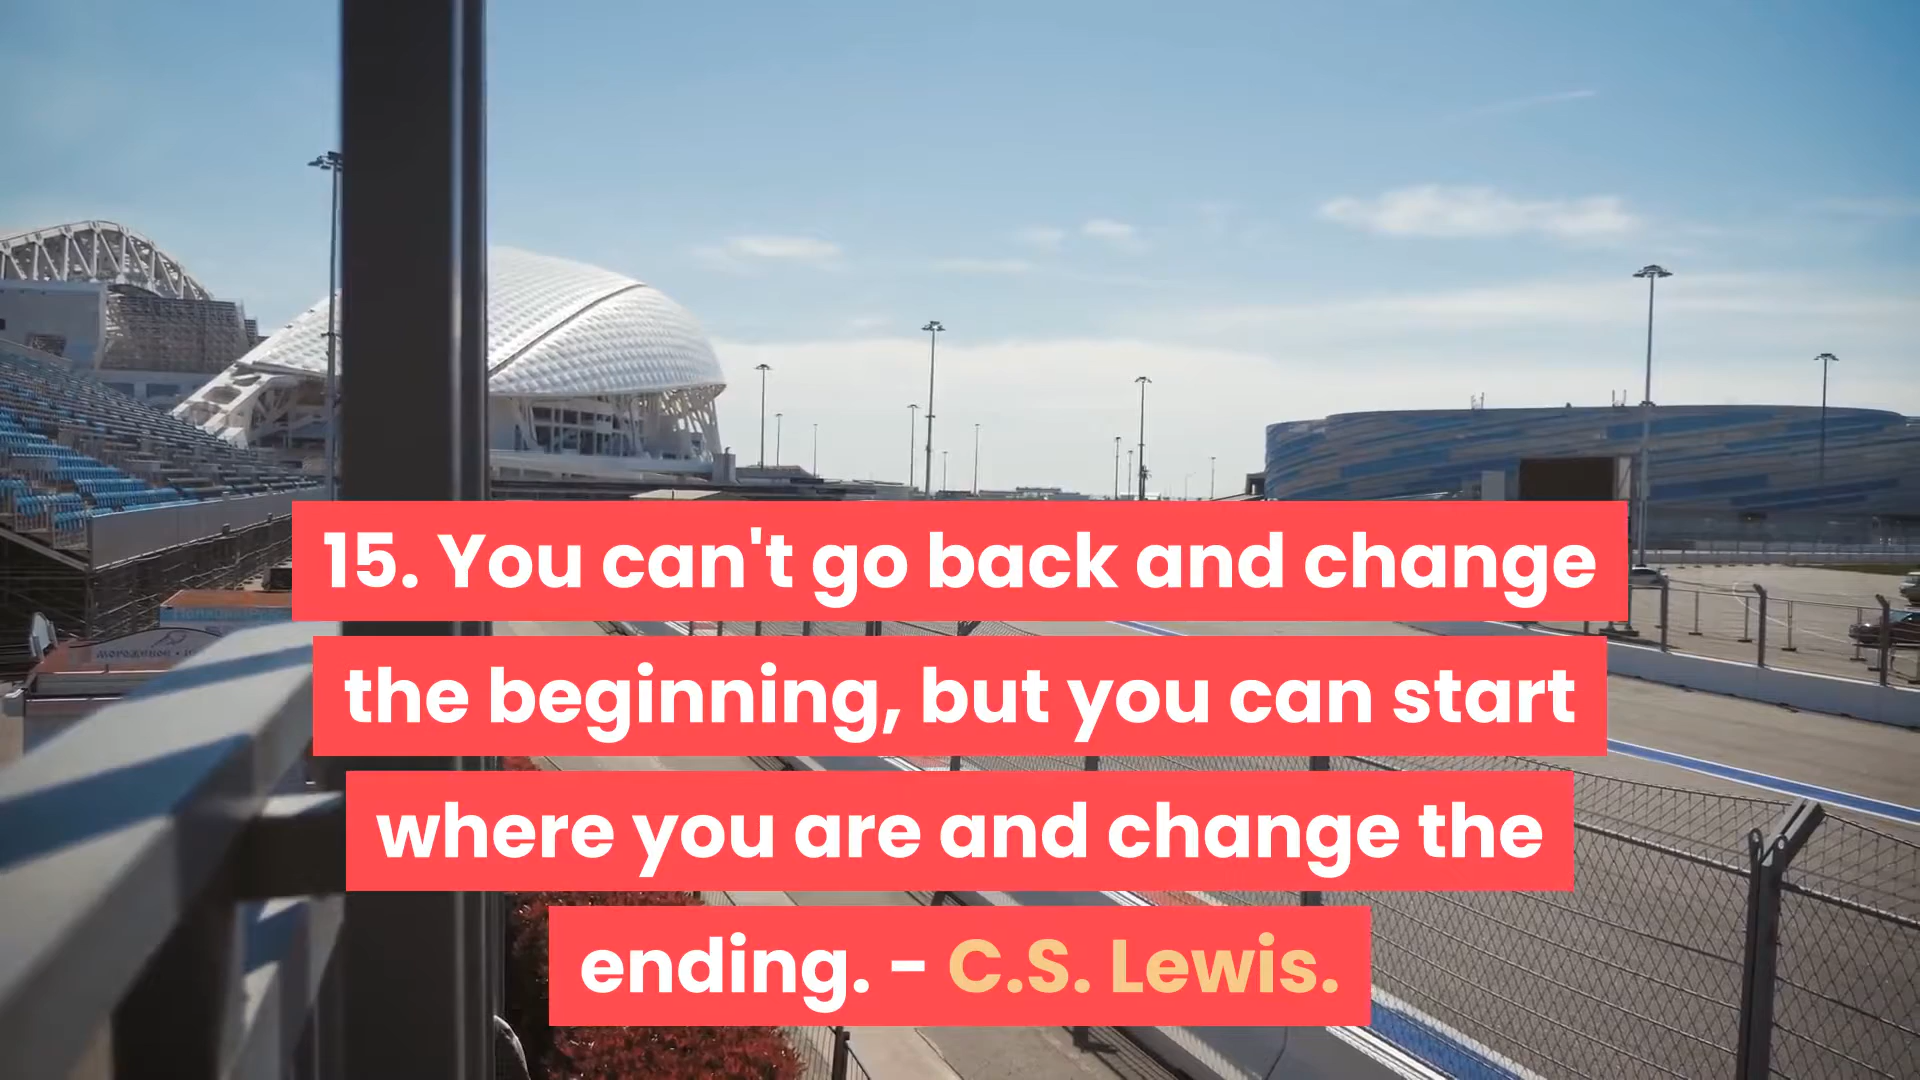 15. You can't go back and change
the beginning, but you can start
where you are and change the
ending. - C.S. Lewis.